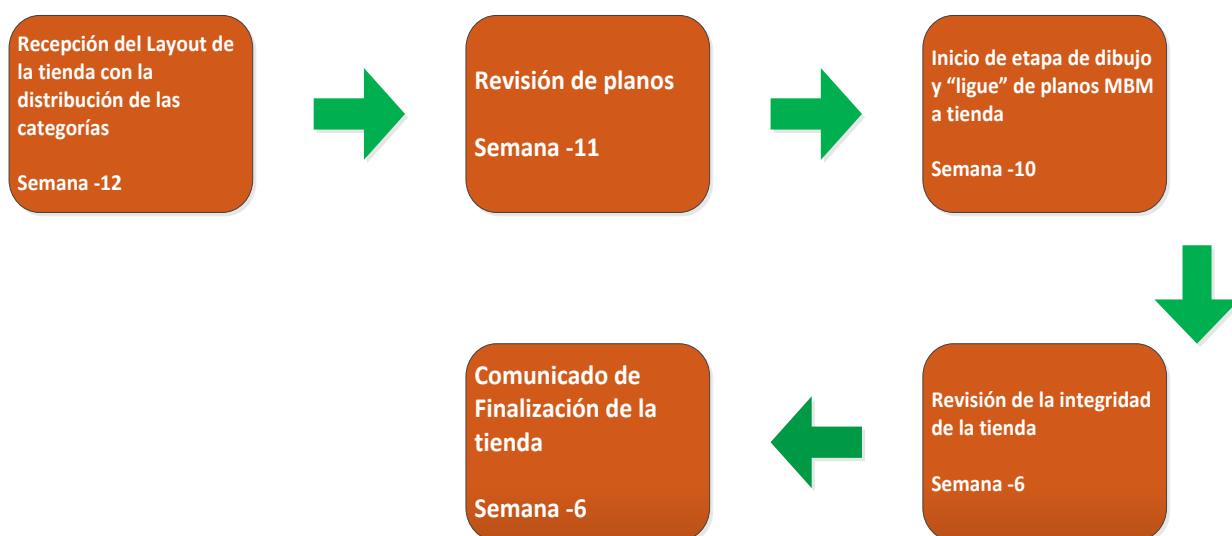 Recepción del Layout de
la tienda con la
distribución de las
categorías
Semana -12
Revisión de planos
Semana -11
Inicio de etapa de dibujo
y “ligue” de planos MBM
a tienda
Semana -10
Revisión de la integridad
de la tienda
Semana -6
Comunicado de
Finalización de la
tienda
Semana -6